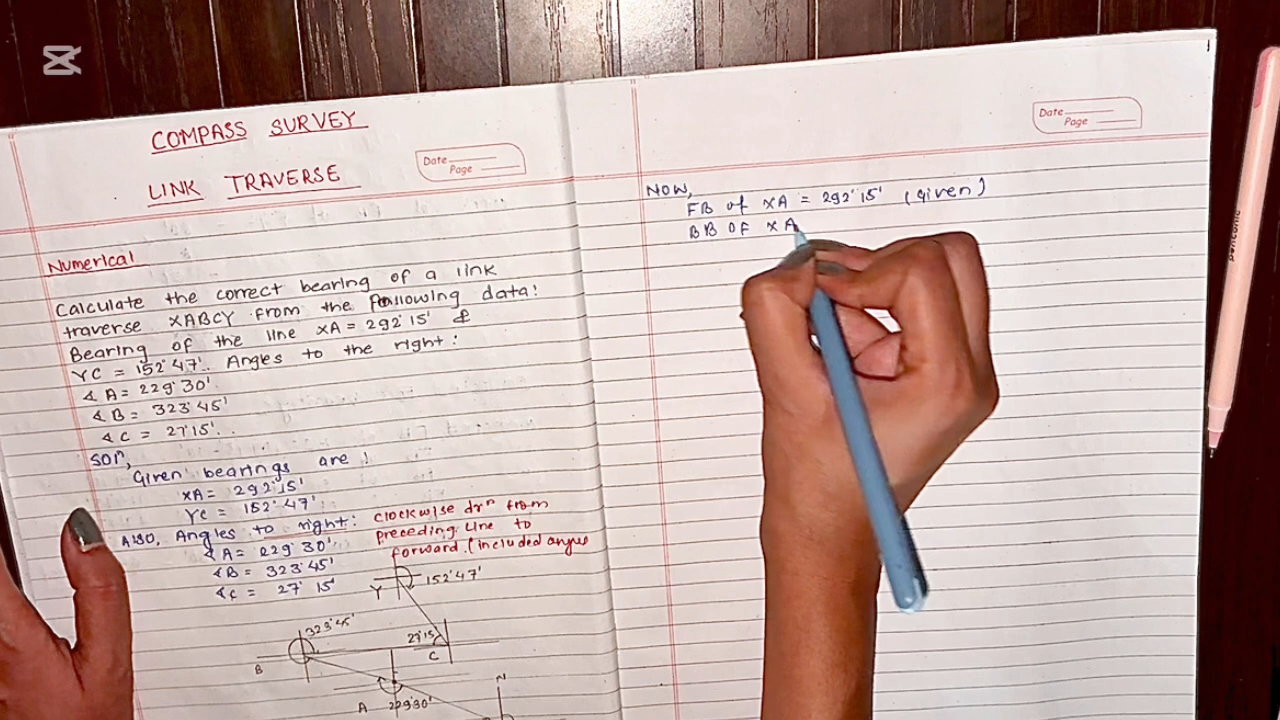 COMPASS SURVEY
LINK TRAVERSE
Date
Page
Numerical
Calculate the correct bearing of a link
traverse XABCY from the following data:
Bearing of the line XA = 292°15' &
YC = 152°47'. Angles to the right:
∡A = 229°30'
∡B = 323°45'
∡C = 27°15'.
Solⁿ,
Given bearings are :
XA = 292°15'
YC = 152°47'
Also, Angles to right: clockwise dirⁿ from
preceding line to
forward. (included angle
∡A = 229°30'
∡B = 323°45'
∡C = 27°15'
Y 152°47'
323°45'
27°15'
B
C
A 229°30'
N
Date
Page
NOW,
FB of XA = 292°15' (Given)
BB OF XA